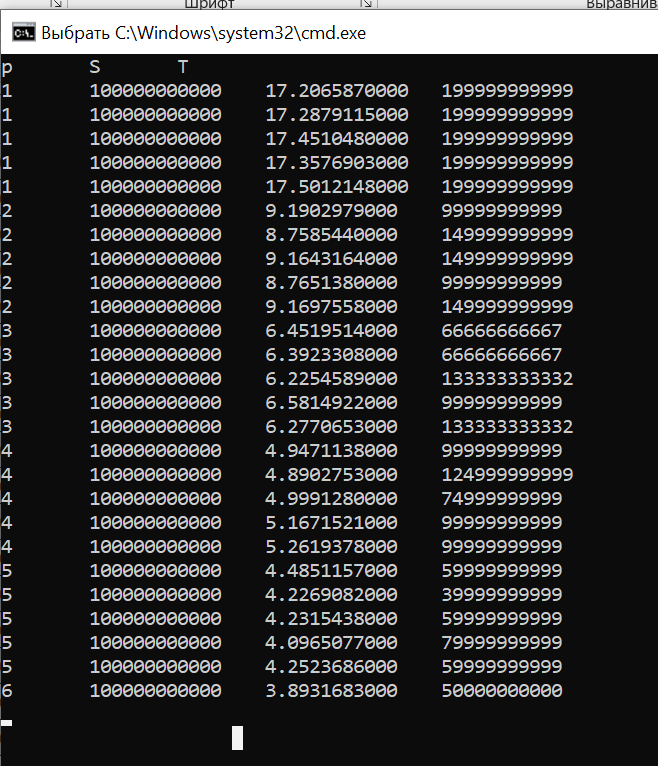 Шрифт Выравнив
Выбрать C:\Windows\system32\cmd.exe
p S T
1 100000000000 17.2065870000 199999999999
1 100000000000 17.2879115000 199999999999
1 100000000000 17.4510480000 199999999999
1 100000000000 17.3576903000 199999999999
1 100000000000 17.5012148000 199999999999
2 100000000000 9.1902979000 99999999999
2 100000000000 8.7585440000 149999999999
2 100000000000 9.1643164000 149999999999
2 100000000000 8.7651380000 99999999999
2 100000000000 9.1697558000 149999999999
3 100000000000 6.4519514000 66666666667
3 100000000000 6.3923308000 66666666667
3 100000000000 6.2254589000 133333333332
3 100000000000 6.5814922000 99999999999
3 100000000000 6.2770653000 133333333332
4 100000000000 4.9471138000 99999999999
4 100000000000 4.8902753000 124999999999
4 100000000000 4.9991280000 74999999999
4 100000000000 5.1671521000 99999999999
4 100000000000 5.2619378000 99999999999
5 100000000000 4.4851157000 59999999999
5 100000000000 4.2269082000 39999999999
5 100000000000 4.2315438000 59999999999
5 100000000000 4.0965077000 79999999999
5 100000000000 4.2523686000 59999999999
6 100000000000 3.8931683000 50000000000